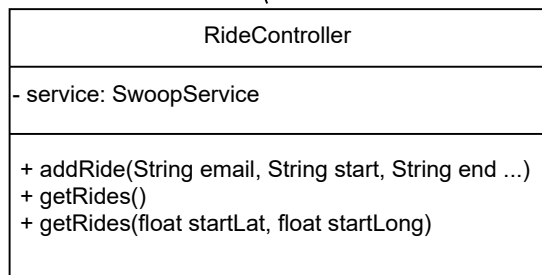 RideController
- service: SwoopService
+ addRide(String email, String start, String end ...)
+ getRides()
+ getRides(float startLat, float startLong)